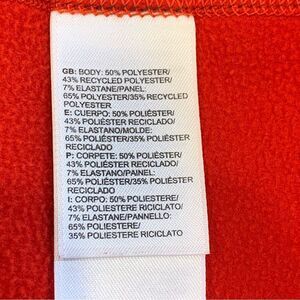 GB: BODY: 50% POLYESTER/
43% RECYCLED POLYESTER/
7% ELASTANE/PANEL:
65% POLYESTER/35% RECYCLED
POLYESTER
E: CUERPO: 50% POLIÉSTER/
43% POLIÉSTER RECICLADO/
7% ELASTANO/MOLDE:
65% POLIÉSTER/35% POLIÉSTER
RECICLADO
P: CORPETE: 50% POLIÉSTER/
43% POLIÉSTER RECICLADO/
7% ELASTANO/PAINEL:
65% POLIÉSTER/35% POLIÉSTER
RECICLADO
I: CORPO: 50% POLIESTERE/
43% POLIESTERE RICICLATO/
7% ELASTANE/PANNELLO:
65% POLIESTERE/
35% POLIESTERE RICICLATO